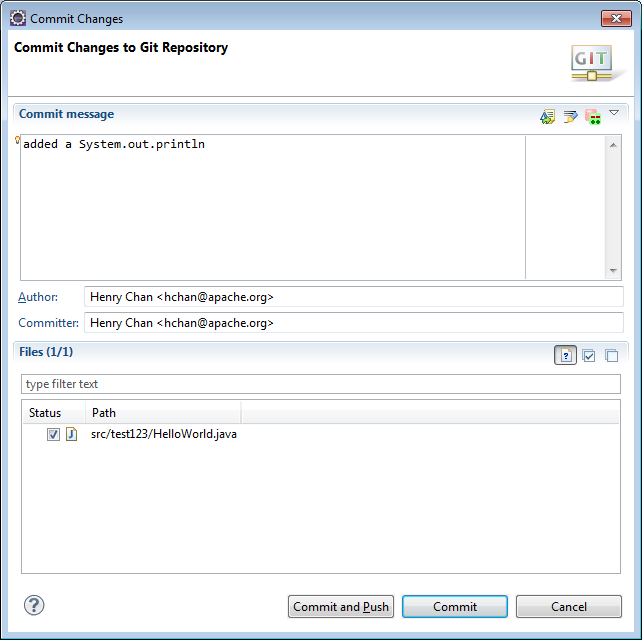 Commit Changes
Commit Changes to Git Repository
GIT
Commit message
added a System.out.println
Author: Henry Chan <hchan@apache.org>
Committer: Henry Chan <hchan@apache.org>
Files (1/1)
type filter text
Status Path
J src/test123/HelloWorld.java
Commit and Push Commit Cancel